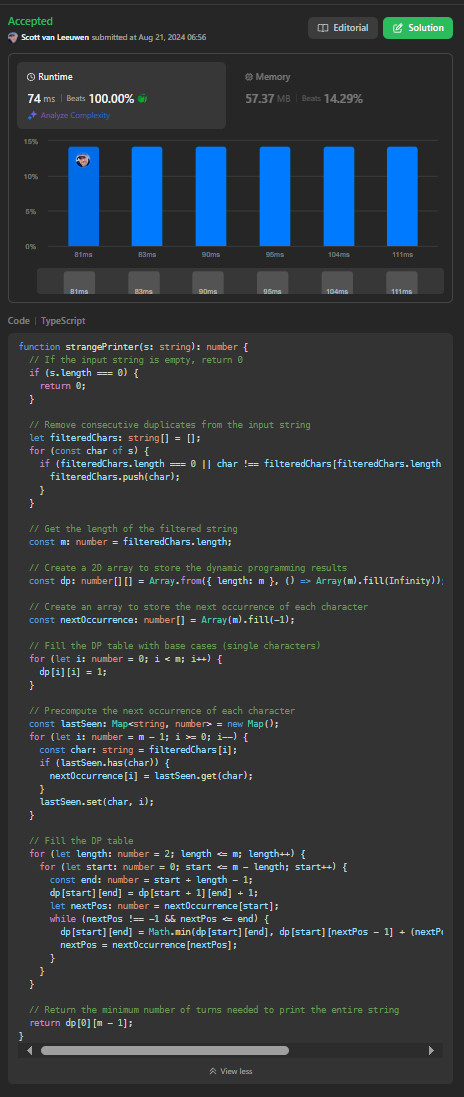 Accepted
Scott van Leeuwen submitted at Aug 21, 2024 06:56
Editorial
Solution
Runtime
74 ms | Beats 100.00%
Analyze Complexity
Memory
57.37 MB | Beats 14.29%
15%
10%
5%
0%
81ms 83ms 90ms 95ms 104ms 111ms
81ms 83ms 90ms 95ms 104ms 111ms
Code | TypeScript
function strangePrinter(s: string): number {
  // If the input string is empty, return 0
  if (s.length === 0) {
    return 0;
  }

  // Remove consecutive duplicates from the input string
  let filteredChars: string[] = [];
  for (const char of s) {
    if (filteredChars.length === 0 || char !== filteredChars[filteredChars.length
      filteredChars.push(char);
    }
  }

  // Get the length of the filtered string
  const m: number = filteredChars.length;

  // Create a 2D array to store the dynamic programming results
  const dp: number[][] = Array.from({ length: m }, () => Array(m).fill(Infinity));

  // Create an array to store the next occurrence of each character
  const nextOccurrence: number[] = Array(m).fill(-1);

  // Fill the DP table with base cases (single characters)
  for (let i: number = 0; i < m; i++) {
    dp[i][i] = 1;
  }

  // Precompute the next occurrence of each character
  const lastSeen: Map<string, number> = new Map();
  for (let i: number = m - 1; i >= 0; i--) {
    const char: string = filteredChars[i];
    if (lastSeen.has(char)) {
      nextOccurrence[i] = lastSeen.get(char);
    }
    lastSeen.set(char, i);
  }

  // Fill the DP table
  for (let length: number = 2; length <= m; length++) {
    for (let start: number = 0; start <= m - length; start++) {
      const end: number = start + length - 1;
      dp[start][end] = dp[start + 1][end] + 1;
      let nextPos: number = nextOccurrence[start];
      while (nextPos !== -1 && nextPos <= end) {
        dp[start][end] = Math.min(dp[start][end], dp[start][nextPos - 1] + (nextPo
        nextPos = nextOccurrence[nextPos];
      }
    }
  }

  // Return the minimum number of turns needed to print the entire string
  return dp[0][m - 1];
}
View less